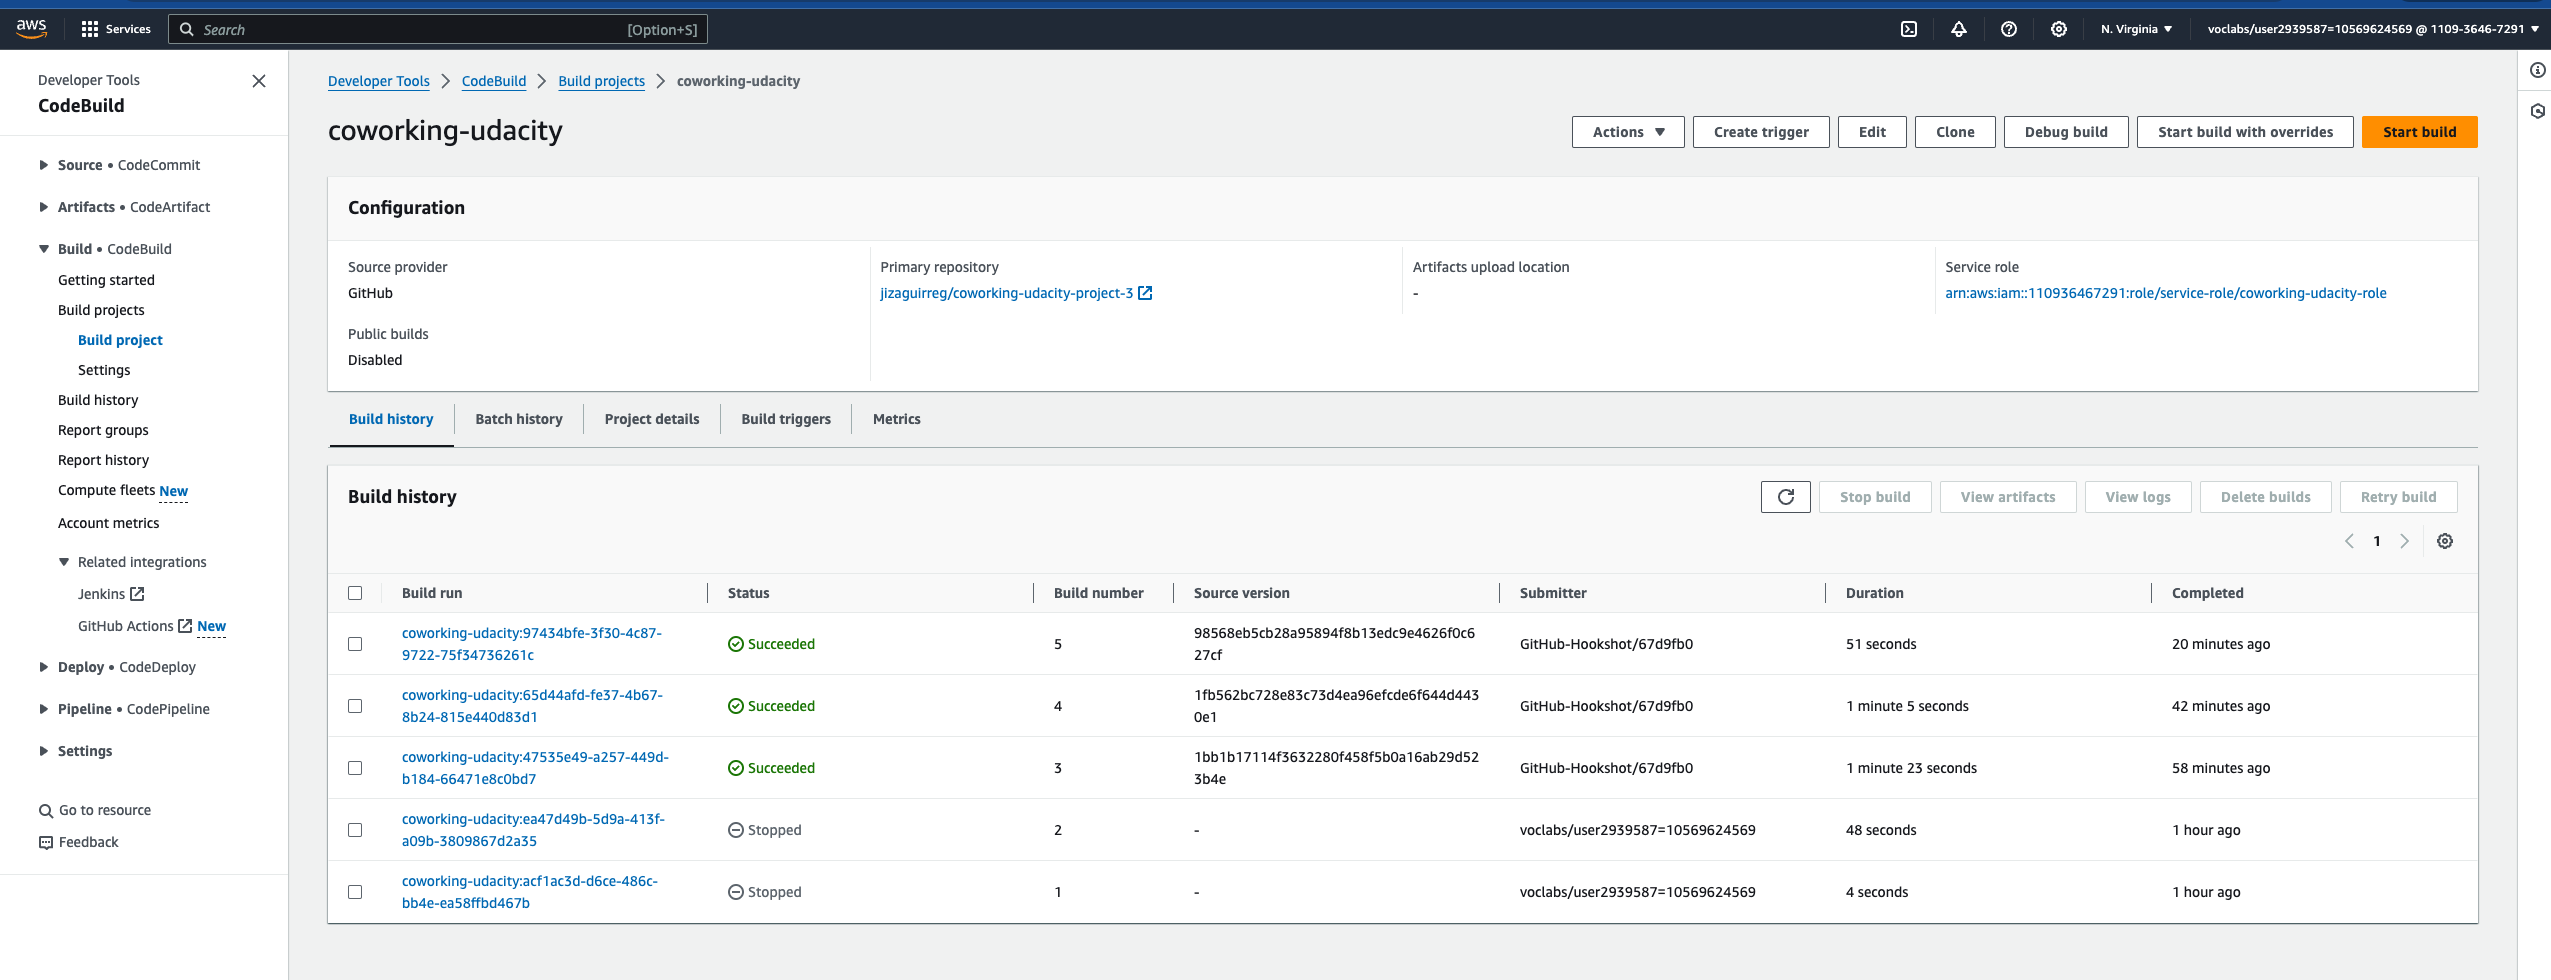 aws
Services
Search
[Option+S]
N. Virginia
voclabs/user2939587=10569624569 @ 1109-3646-7291
Developer Tools
CodeBuild
Source • CodeCommit
Artifacts • CodeArtifact
Build • CodeBuild
Getting started
Build projects
Build project
Settings
Build history
Report groups
Report history
Compute fleets New
Account metrics
Related integrations
Jenkins
GitHub Actions New
Deploy • CodeDeploy
Pipeline • CodePipeline
Settings
Go to resource
Feedback
Developer Tools
CodeBuild
Build projects
coworking-udacity
coworking-udacity
Actions
Create trigger
Edit
Clone
Debug build
Start build with overrides
Start build
Configuration
Source provider
GitHub
Primary repository
jizaguirreg/coworking-udacity-project-3
Artifacts upload location
-
Service role
arn:aws:iam::110936467291:role/service-role/coworking-udacity-role
Public builds
Disabled
Build history
Batch history
Project details
Build triggers
Metrics
Build history
Stop build
View artifacts
View logs
Delete builds
Retry build
1
Build run
Status
Build number
Source version
Submitter
Duration
Completed
coworking-udacity:97434bfe-3f30-4c87-
9722-75f34736261c
Succeeded
5
98568eb5cb28a95894f8b13edc9e4626f0c6
27cf
GitHub-Hookshot/67d9fb0
51 seconds
20 minutes ago
coworking-udacity:65d44afd-fe37-4b67-
8b24-815e440d83d1
Succeeded
4
1fb562bc728e83c73d4ea96efcde6f644d443
0e1
GitHub-Hookshot/67d9fb0
1 minute 5 seconds
42 minutes ago
coworking-udacity:47535e49-a257-449d-
b184-66471e8c0bd7
Succeeded
3
1bb1b17114f3632280f458f5b0a16ab29d52
3b4e
GitHub-Hookshot/67d9fb0
1 minute 23 seconds
58 minutes ago
coworking-udacity:ea47d49b-5d9a-413f-
a09b-3809867d2a35
Stopped
2
-
voclabs/user2939587=10569624569
48 seconds
1 hour ago
coworking-udacity:acf1ac3d-d6ce-486c-
bb4e-ea58ffbd467b
Stopped
1
-
voclabs/user2939587=10569624569
4 seconds
1 hour ago